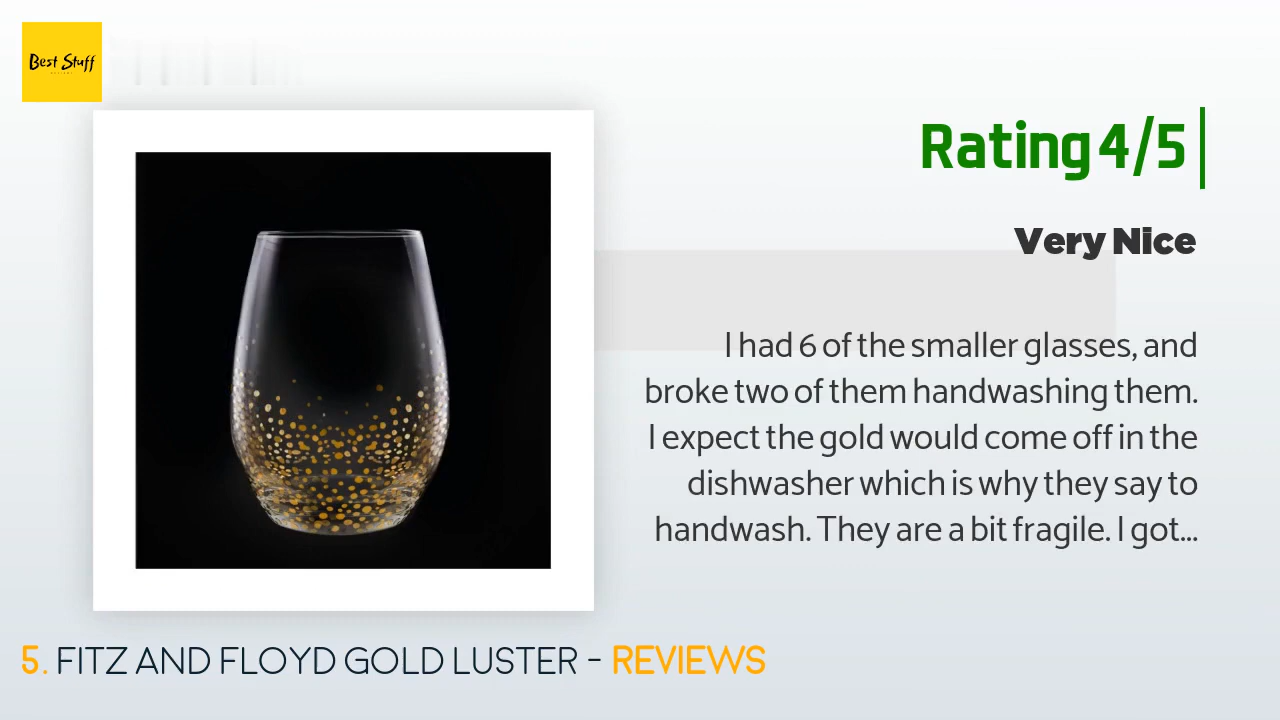 Best Stuff
Rating 4/5
Very Nice
I had 6 of the smaller glasses, and
broke two of them handwashing them.
I expect the gold would come off in the
dishwasher which is why they say to
handwash. They are a bit fragile. I got...
5. FITZ AND FLOYD GOLD LUSTER - REVIEWS